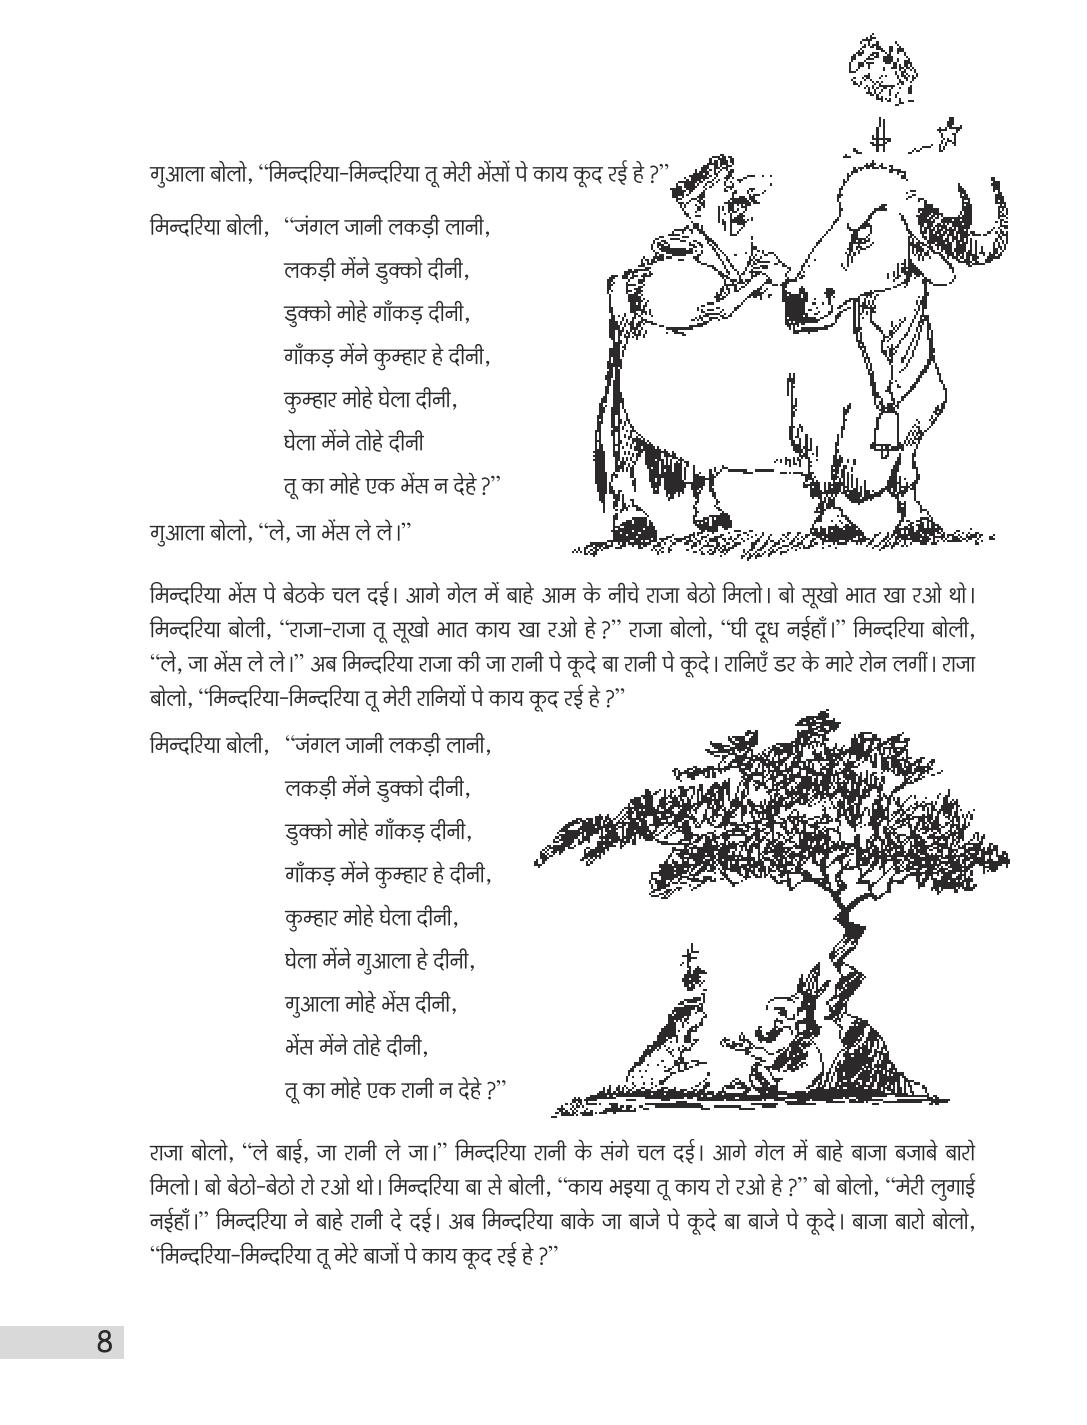 गुआला बोलो, “मिन्दरिया-मिन्दरिया तू मेरी भेंसों पे काय कूद रई हे ?”
मिन्दरिया बोली, “जंगल जानी लकड़ी लानी,
लकड़ी मेंने डुक्को दीनी,
डुक्को मोहे गाँकड़ दीनी,
गाँकड़ मेंने कुम्हार हे दीनी,
कुम्हार मोहे घेला दीनी,
घेला मेंने तोहे दीनी
तू का मोहे एक भेंस न देहे ?”
गुआला बोलो, “ले, जा भेंस ले ले।”
मिन्दरिया भेंस पे बेठके चल दई। आगे गेल में बाहे आम के नीचे राजा बेठो मिलो। बो सूखो भात खा रओ थो।
मिन्दरिया बोली, “राजा-राजा तू सूखो भात काय खा रओ हे ?” राजा बोलो, “घी दूध नईहाँ।” मिन्दरिया बोली,
“ले, जा भेंस ले ले।” अब मिन्दरिया राजा की जा रानी पे कूदे बा रानी पे कूदे। रानिएँ डर के मारे रोन लगीं। राजा
बोलो, “मिन्दरिया-मिन्दरिया तू मेरी रानियों पे काय कूद रई हे ?”
मिन्दरिया बोली, “जंगल जानी लकड़ी लानी,
लकड़ी मेंने डुक्को दीनी,
डुक्को मोहे गाँकड़ दीनी,
गाँकड़ मेंने कुम्हार हे दीनी,
कुम्हार मोहे घेला दीनी,
घेला मेंने गुआला हे दीनी,
गुआला मोहे भेंस दीनी,
भेंस मेंने तोहे दीनी,
तू का मोहे एक रानी न देहे ?”
राजा बोलो, “ले बाई, जा रानी ले जा।” मिन्दरिया रानी के संगे चल दई। आगे गेल में बाहे बाजा बजाबे बारो
मिलो। बो बेठो-बेठो रो रओ थो। मिन्दरिया बा से बोली, “काय भइया तू काय रो रओ हे ?” बो बोलो, “मेरी लुगाई
नईहाँ।” मिन्दरिया ने बाहे रानी दे दई। अब मिन्दरिया बाके जा बाजे पे कूदे बा बाजे पे कूदे। बाजा बारो बोलो,
“मिन्दरिया-मिन्दरिया तू मेरे बाजों पे काय कूद रई हे ?”
8